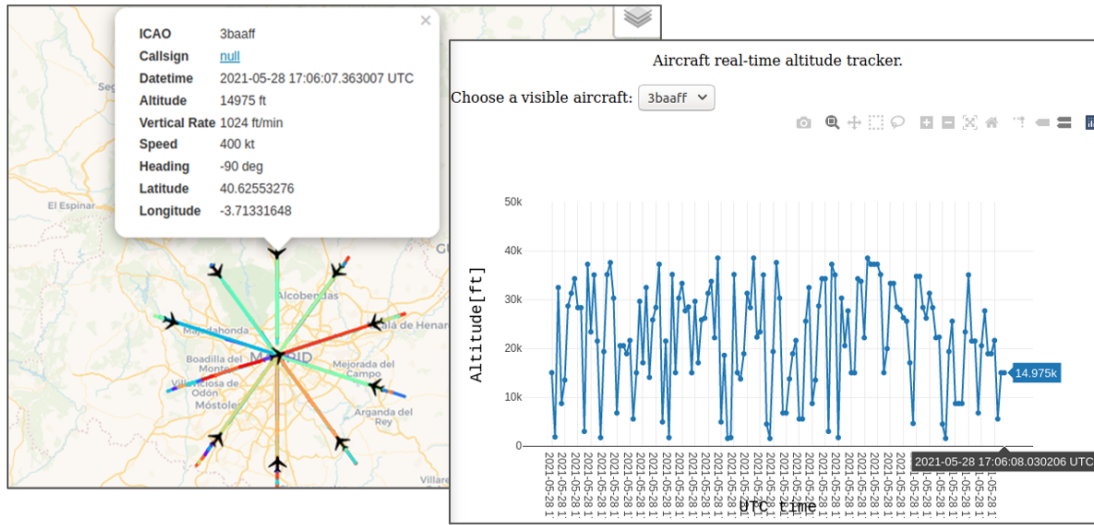 ICAO 3baaff
Callsign null
Datetime 2021-05-28 17:06:07.363007 UTC
Altitude 14975 ft
Vertical Rate 1024 ft/min
Speed 400 kt
Heading -90 deg
Latitude 40.62553276
Longitude -3.71331648
×
El Espinar
Alcobendas
Majadahonda
Boadilla del
Monte
Villaviciosa de
Odón
Móstoles
Mejorada del
Campo
Arganda del
Rey
Aircraft real-time altitude tracker.
Choose a visible aircraft: 3baaff
50k
40k
30k
20k
10k
0
Altitude[ft]
14.975k
2021-05-28 17:06:08.030206 UTC
UTC time